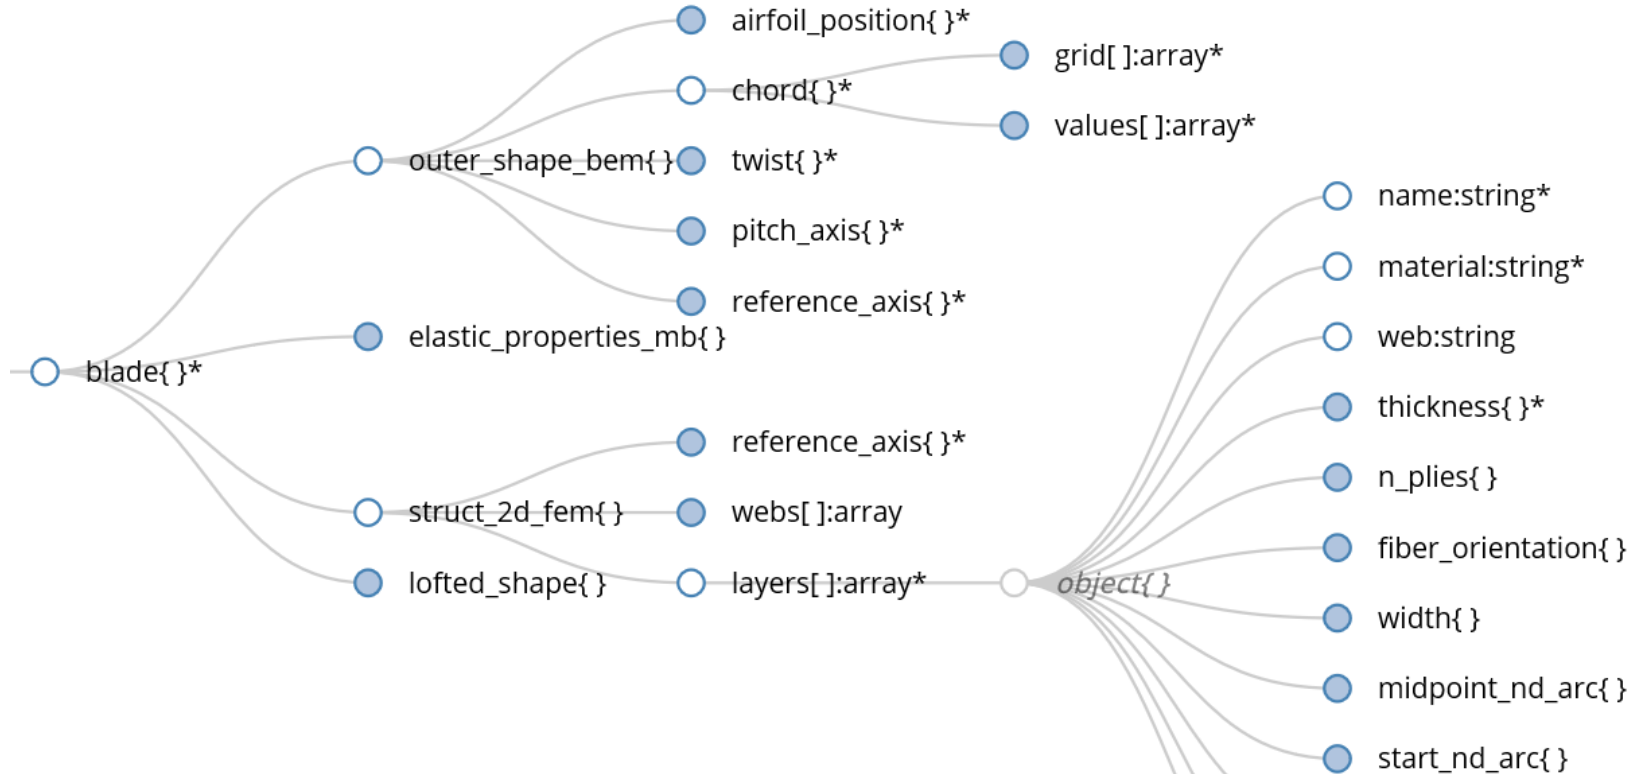 airfoil_position{ }*
grid[ ]:array*
chord{ }*
values[ ]:array*
outer_shape_bem{ }
twist{ }*
name:string*
pitch_axis{ }*
material:string*
reference_axis{ }*
elastic_properties_mb{ }
web:string
blade{ }*
thickness{ }*
reference_axis{ }*
n_plies{ }
struct_2d_fem{ }
webs[ ]:array
fiber_orientation{ }
lofted_shape{ }
layers[ ]:array*
object{ }
width{ }
midpoint_nd_arc{ }
start_nd_arc{ }